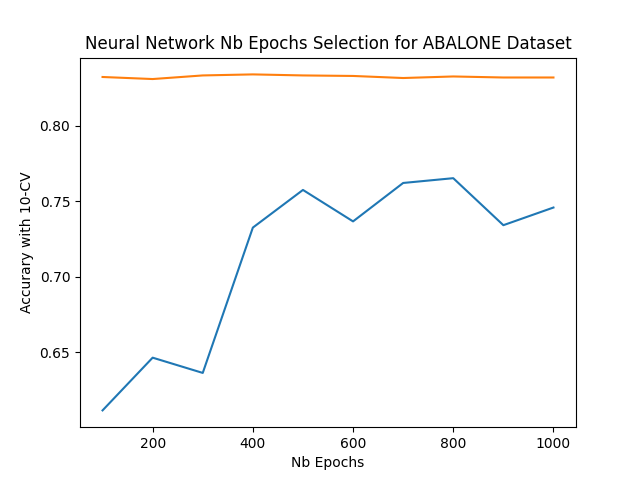 Neural Network Nb Epochs Selection for ABALONE Dataset
Accurary with 10-CV
0.80
0.75
0.70
0.65
200 400 600 800 1000
Nb Epochs